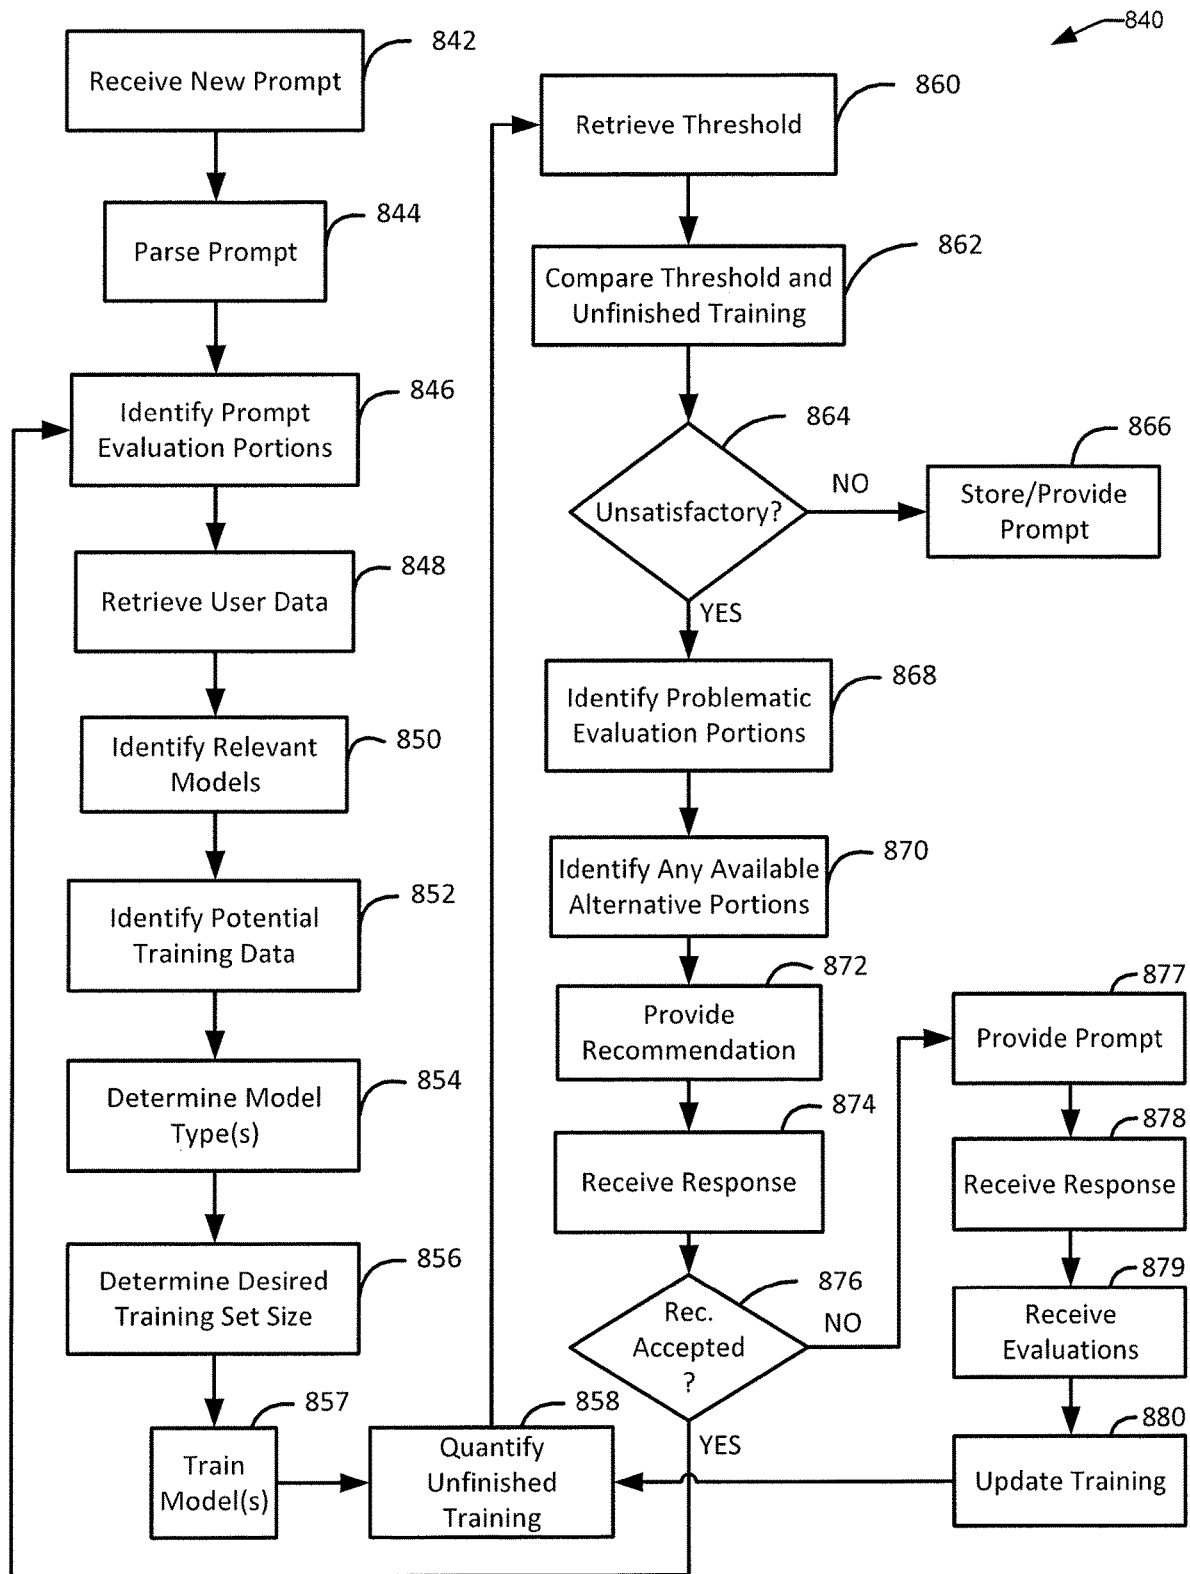 840
842
Receive New Prompt
844
Parse Prompt
846
Identify Prompt
Evaluation Portions
848
Retrieve User Data
850
Identify Relevant
Models
852
Identify Potential
Training Data
854
Determine Model
Type(s)
856
Determine Desired
Training Set Size
857
Train
Model(s)
858
Quantify
Unfinished
Training
860
Retrieve Threshold
862
Compare Threshold and
Unfinished Training
864
Unsatisfactory?
NO
866
Store/Provide
Prompt
YES
868
Identify Problematic
Evaluation Portions
870
Identify Any Available
Alternative Portions
872
Provide
Recommendation
874
Receive Response
876
Rec.
Accepted
?
NO
YES
877
Provide Prompt
878
Receive Response
879
Receive
Evaluations
880
Update Training